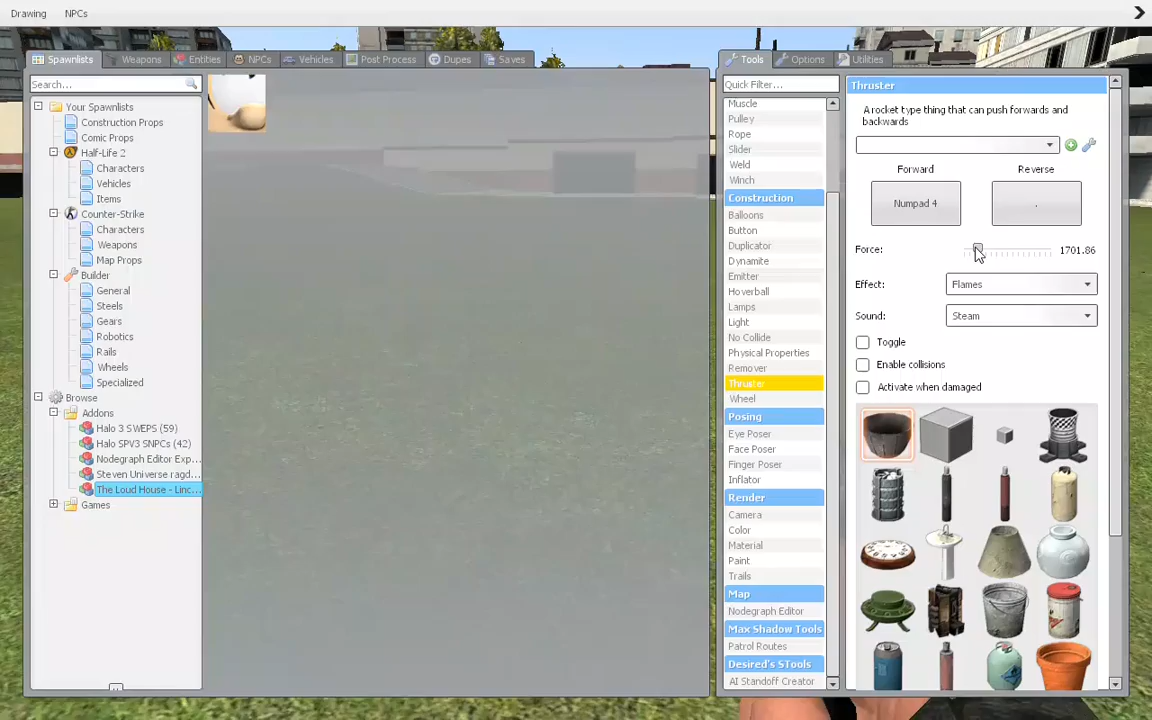 Drawing NPCs
Spawnlists Weapons Entities NPCs Vehicles Post Process Dupes Saves
Search...
Your Spawnlists
Construction Props
Comic Props
Half-Life 2
Characters
Vehicles
Items
Counter-Strike
Characters
Weapons
Map Props
Builder
General
Steels
Gears
Robotics
Rails
Wheels
Specialized
Browse
Addons
Halo 3 SWEPS (59)
Halo SPV3 SNPCs (42)
Nodegraph Editor Exp...
Steven Universe ragd...
The Loud House - Linc...
Games
Tools Options Utilities
Quick Filter...
Muscle
Pulley
Rope
Slider
Weld
Winch
Construction
Balloons
Button
Duplicator
Dynamite
Emitter
Hoverball
Lamps
Light
No Collide
Physical Properties
Remover
Thruster
Wheel
Posing
Eye Poser
Face Poser
Finger Poser
Inflator
Render
Camera
Color
Material
Paint
Trails
Map
Nodegraph Editor
Max Shadow Tools
Patrol Routes
Desired's STools
AI Standoff Creator
Thruster
A rocket type thing that can push forwards and
backwards
Forward Reverse
Numpad 4 .
Force: 1701.86
Effect: Flames
Sound: Steam
Toggle
Enable collisions
Activate when damaged